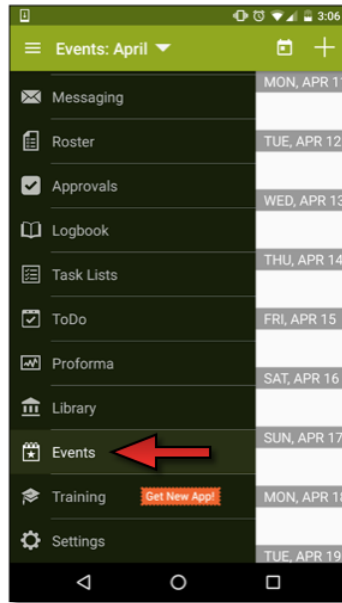 3:06
Events: April
Messaging
Roster
Approvals
Logbook
Task Lists
ToDo
Proforma
Library
Events
Training Get New App!
Settings
MON, APR 11
TUE, APR 12
WED, APR 13
THU, APR 14
FRI, APR 15
SAT, APR 16
SUN, APR 17
MON, APR 18
TUE, APR 19